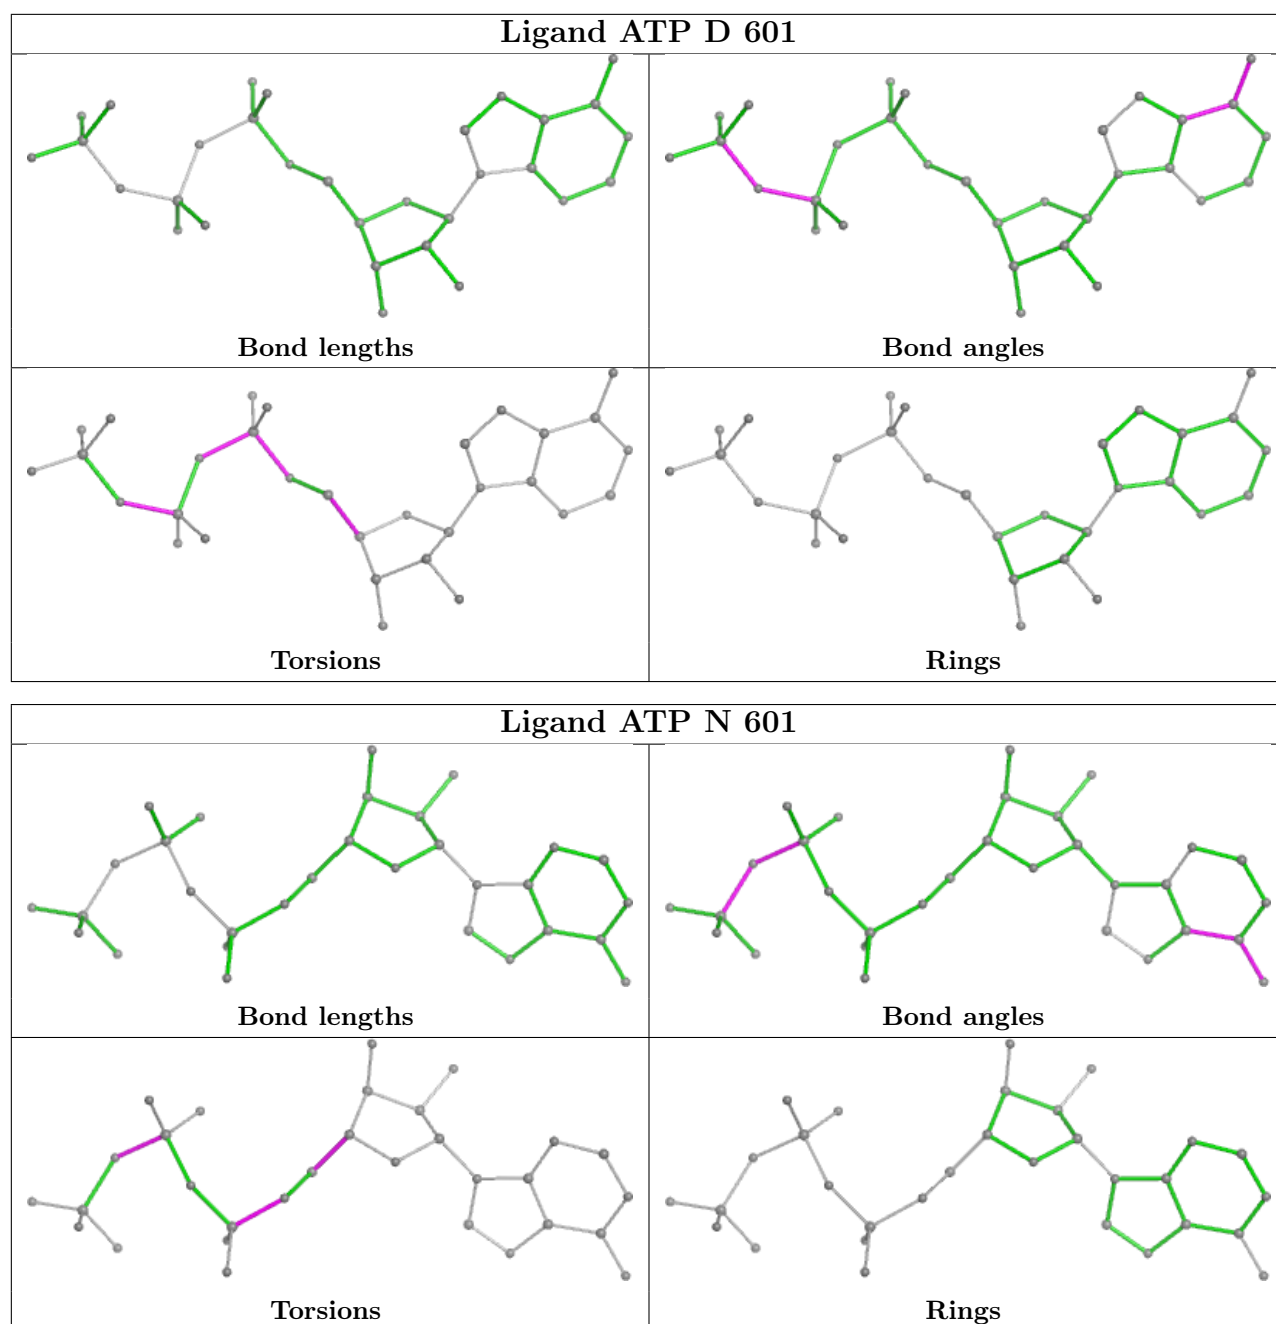 Ligand ATP D 601
Bond lengths
Bond angles
Torsions
Rings
Ligand ATP N 601
Bond lengths
Bond angles
Torsions
Rings